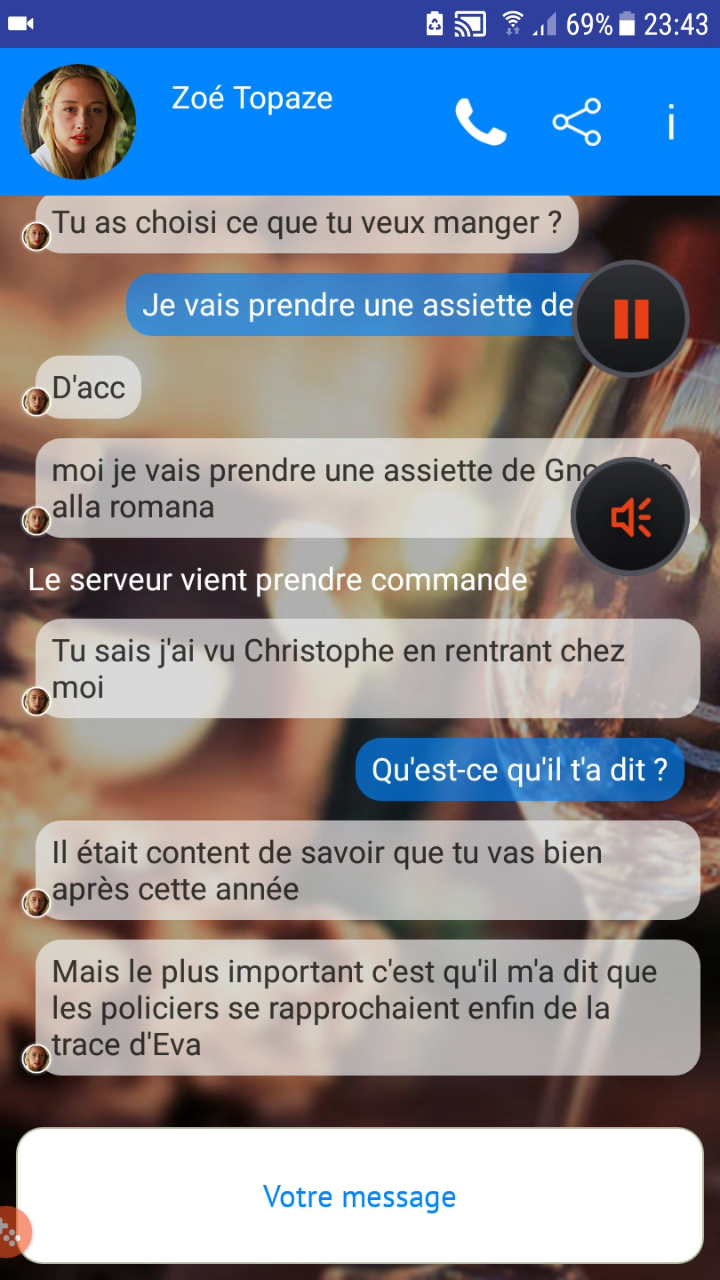 69% 23:43
Zoé Topaze
i
Tu as choisi ce que tu veux manger ?
Je vais prendre une assiette de
D'acc
moi je vais prendre une assiette de
alla romana
Le serveur vient prendre commande
Tu sais j'ai vu Christophe en rentrant chez
moi
Qu'est-ce qu'il t'a dit ?
Il était content de savoir que tu vas bien
après cette année
Mais le plus important c'est qu'il m'a dit que
les policiers se rapprochaient enfin de la
trace d'Eva
Votre message